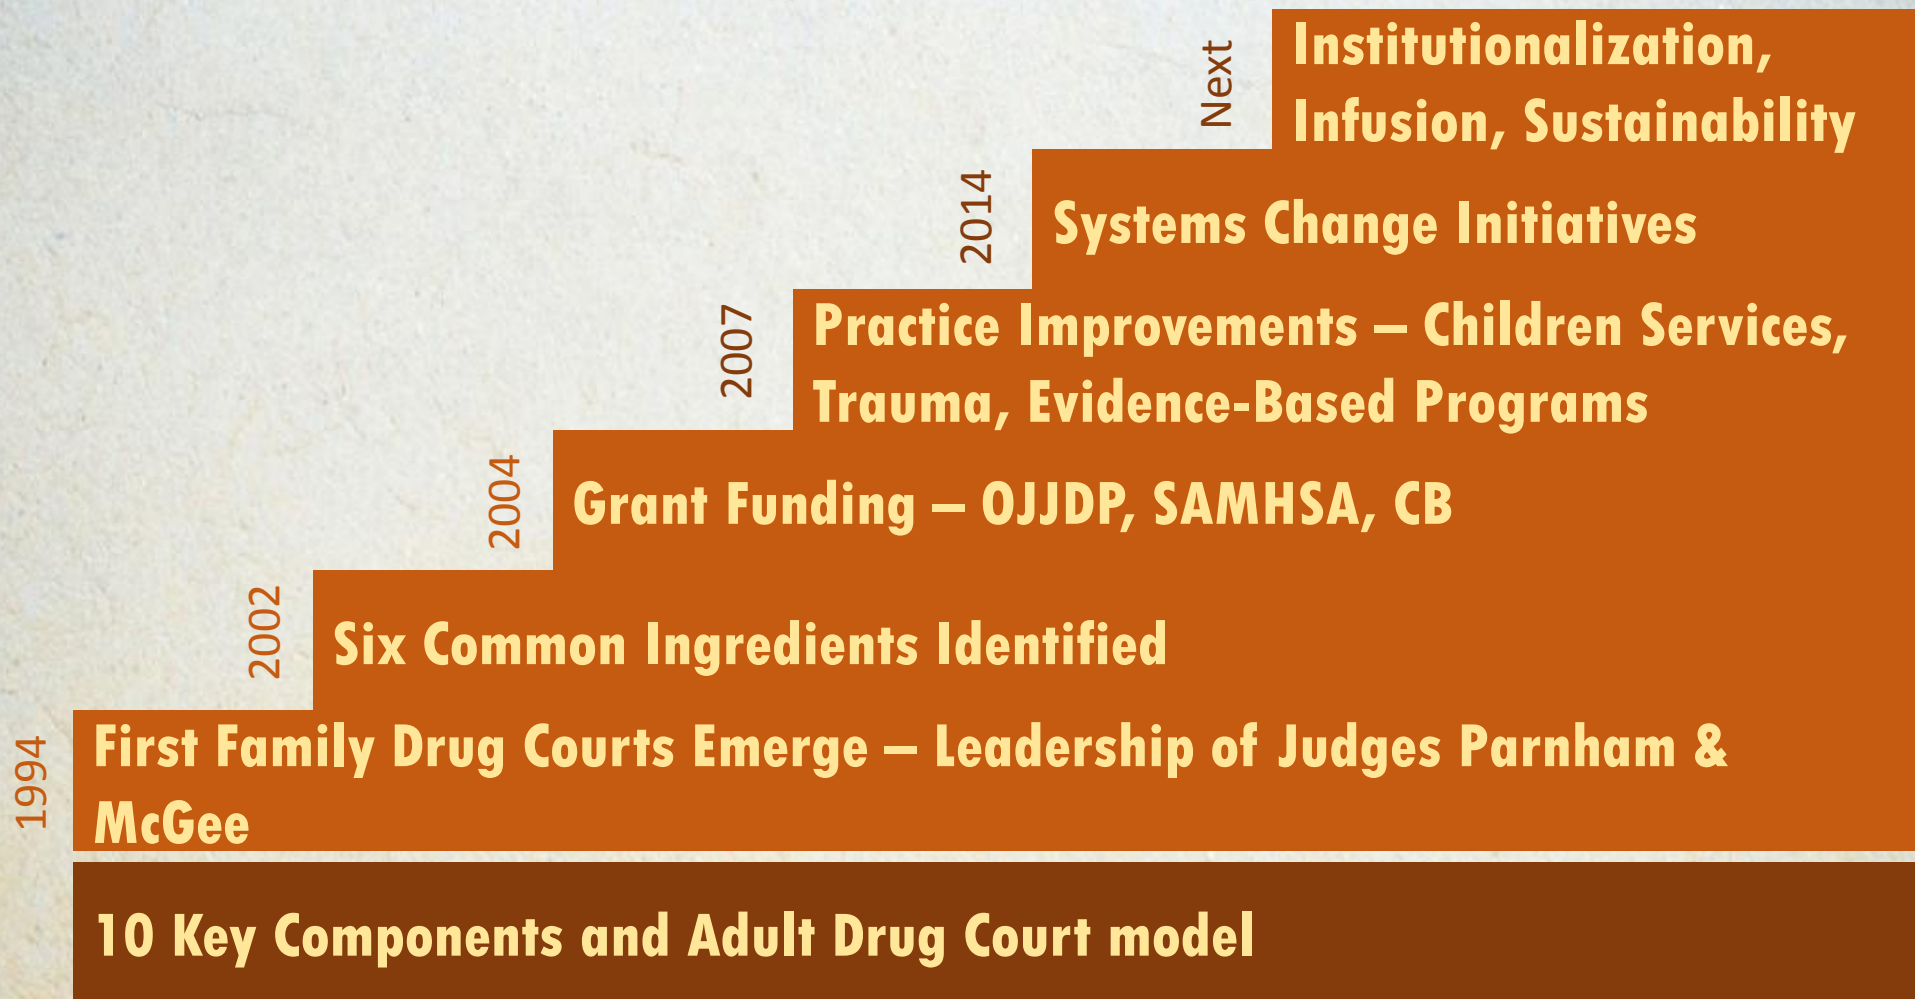 Next
Institutionalization,
Infusion, Sustainability
2014
Systems Change Initiatives
2007
Practice Improvements – Children Services,
Trauma, Evidence-Based Programs
2004
Grant Funding – OJJDP, SAMHSA, CB
2002
Six Common Ingredients Identified
1994
First Family Drug Courts Emerge – Leadership of Judges Parnham &
McGee
10 Key Components and Adult Drug Court model